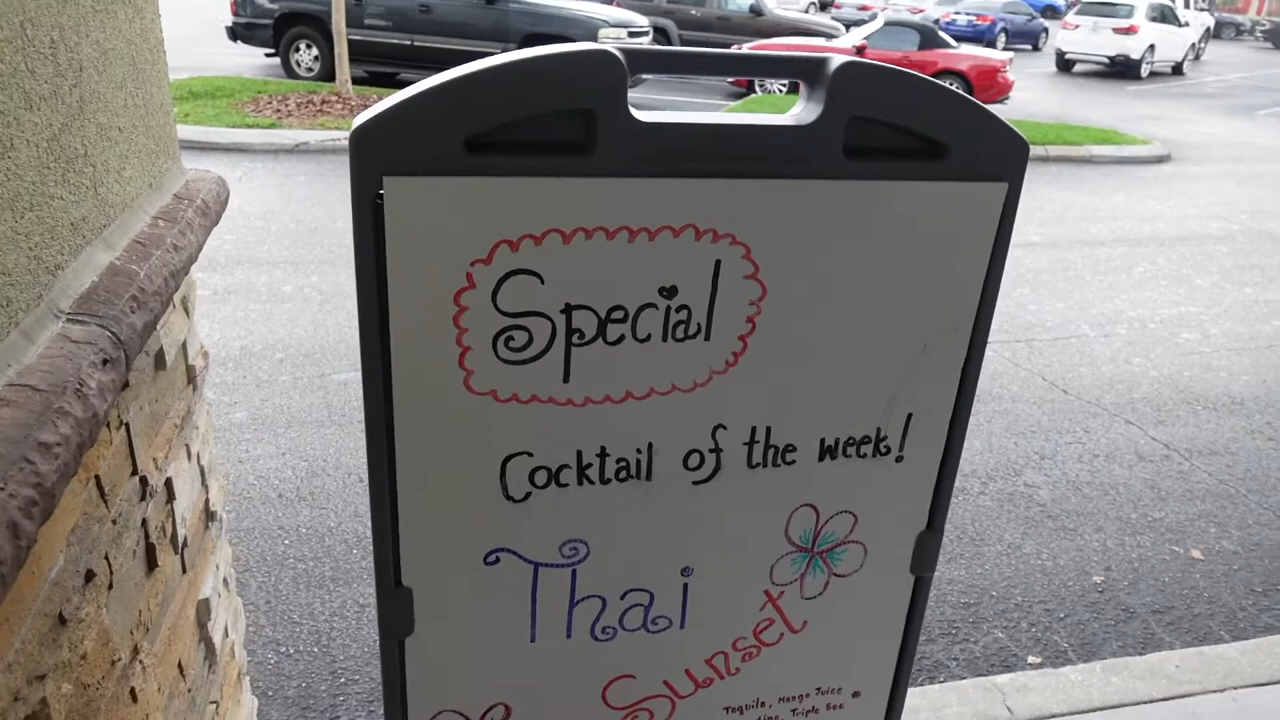 Special
Cocktail of the week!
Thai
Sunset
Tequila, Mango Juice
Triple Sec